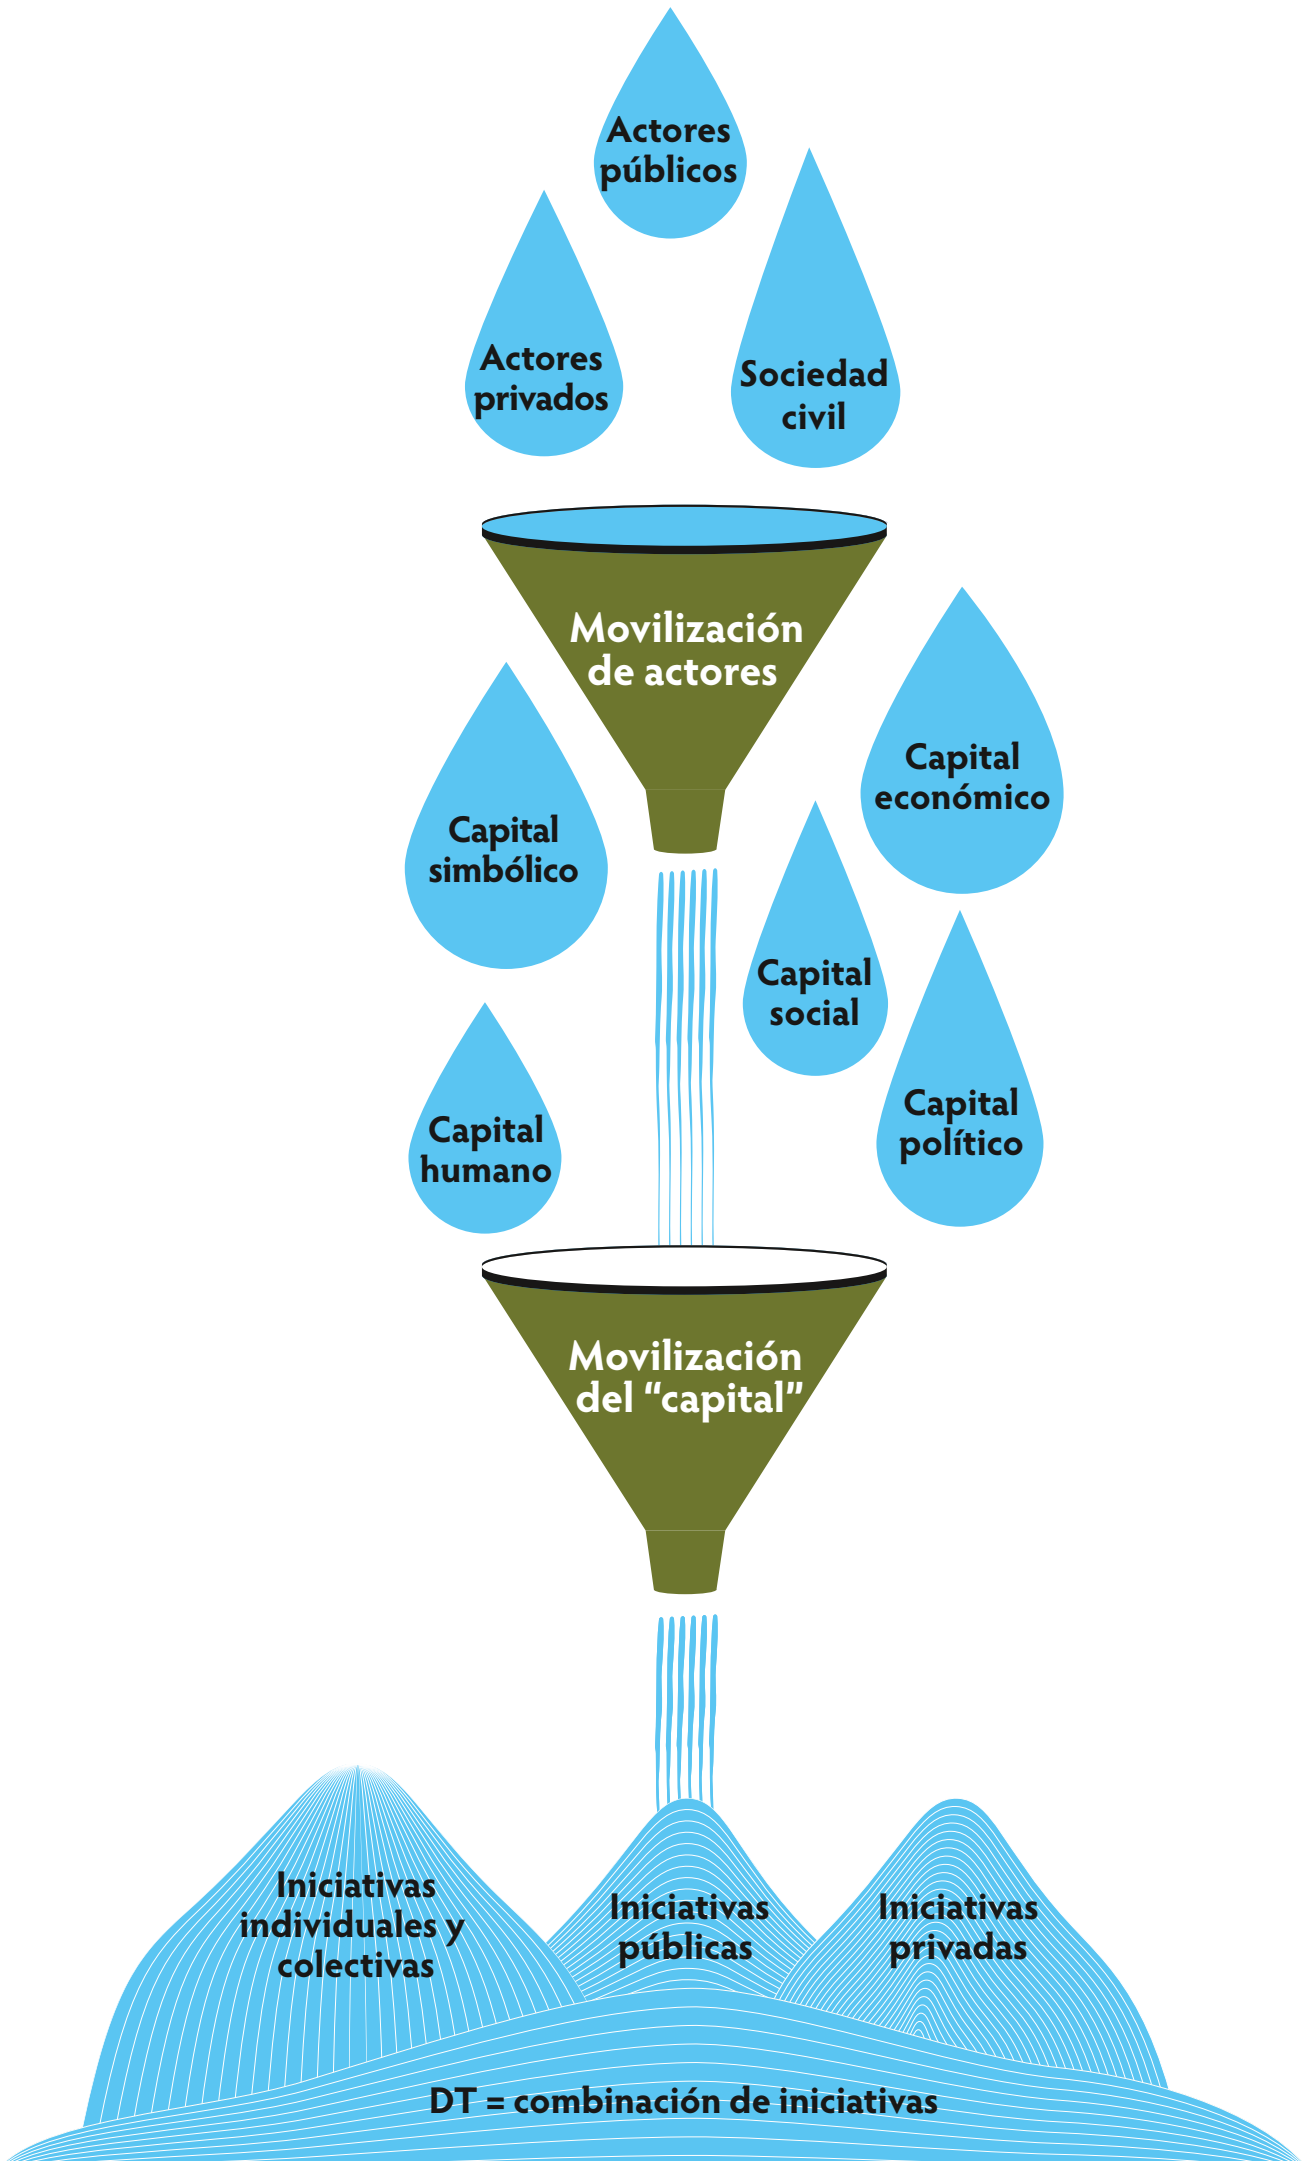 Actores
públicos
Actores
privados
Sociedad
civil
Movilización
de actores
Capital
económico
Capital
simbólico
Capital
social
Capital
político
Capital
humano
Movilización
del “capital”
Iniciativas
individuales y
colectivas
Iniciativas
públicas
Iniciativas
privadas
DT = combinación de iniciativas